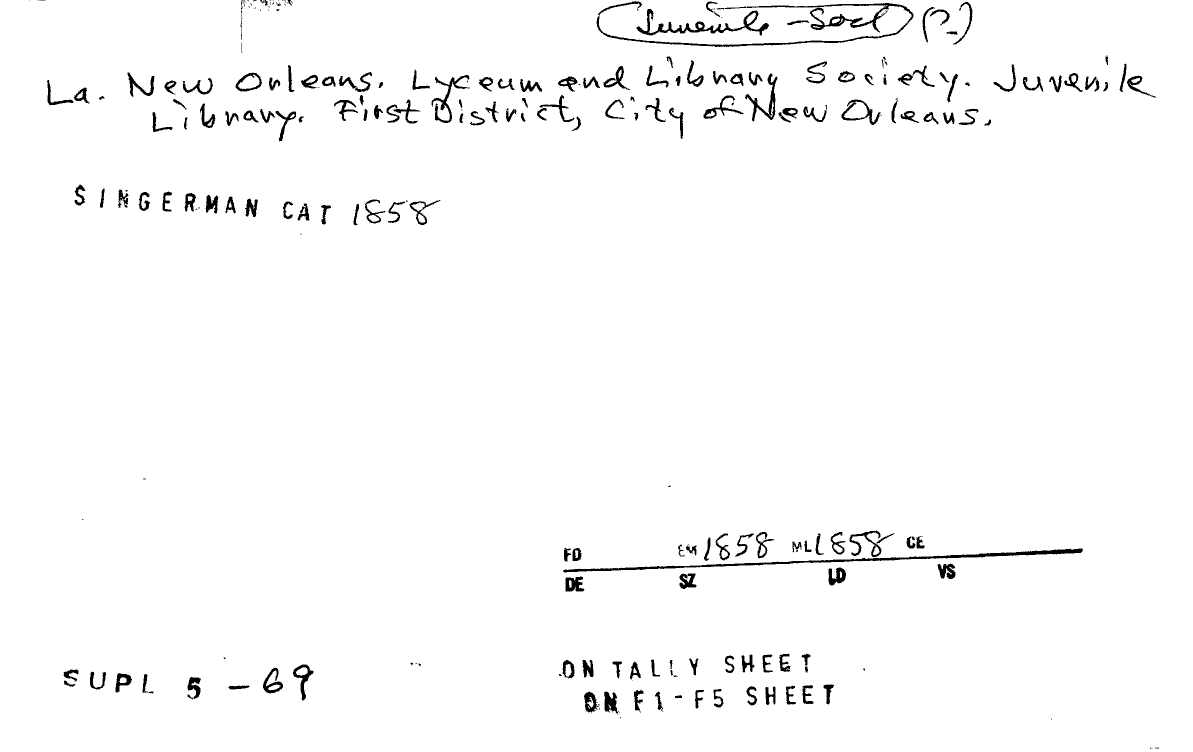 Juvenile - Socl (?)
La. New Orleans. Lyceum and Library Society. Juvenile
Library. First District, City of New Orleans.
SINGERMAN CAT 1858
FD EM 1858 ML 1858 CE
DE SZ LD VS
SUPL 5 - 69
ON TALLY SHEET
ON F1-F5 SHEET